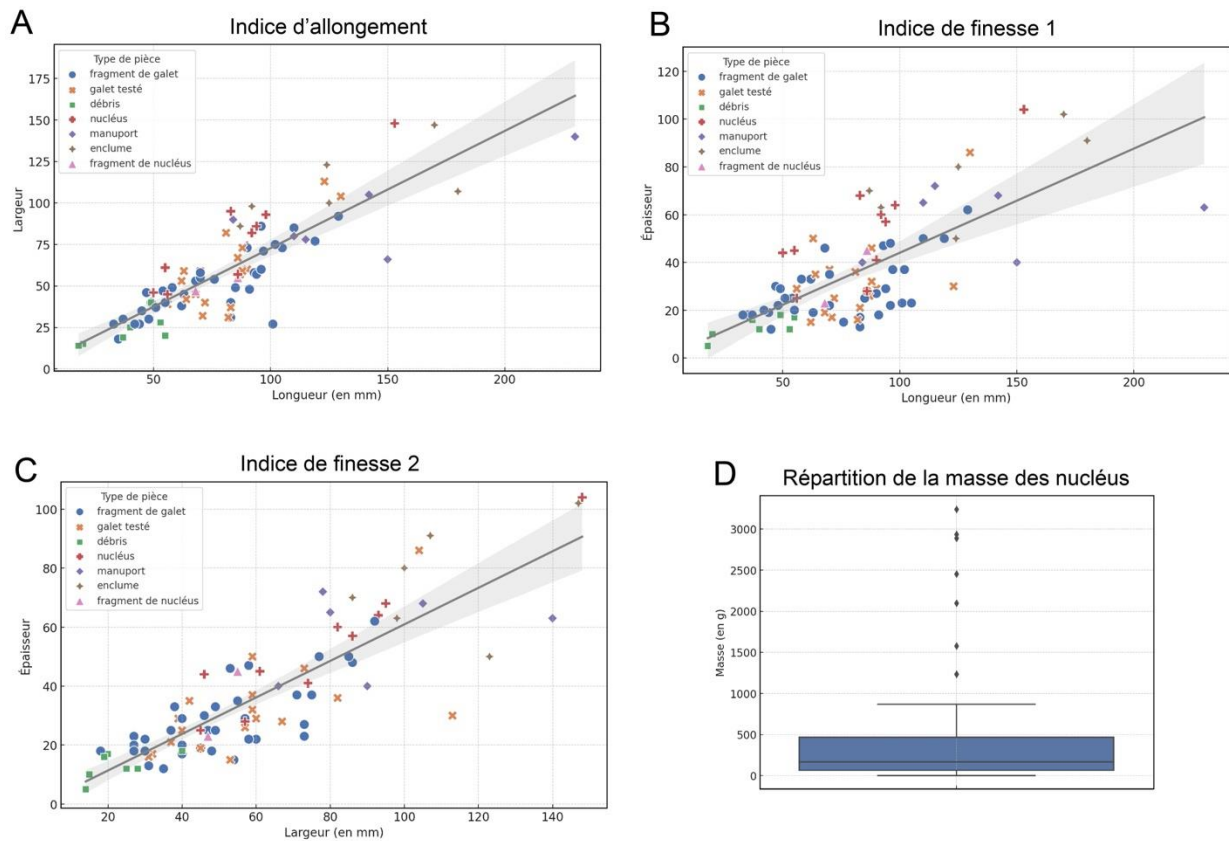 A
Indice d’allongement
Type de pièce
fragment de galet
galet testé
débris
nucléus
manuport
enclume
fragment de nucléus
Largeur
175
150
125
100
75
50
25
0
50
100
150
200
Longueur (en mm)
B
Indice de finesse 1
Type de pièce
fragment de galet
galet testé
débris
nucléus
manuport
enclume
fragment de nucléus
Épaisseur
120
100
80
60
40
20
0
50
100
150
200
Longueur (en mm)
C
Indice de finesse 2
Type de pièce
fragment de galet
galet testé
débris
nucléus
manuport
enclume
fragment de nucléus
Épaisseur
100
80
60
40
20
0
20
40
60
80
100
120
140
Largeur (en mm)
D
Répartition de la masse des nucléus
Masse (en g)
3000
2500
2000
1500
1000
500
0